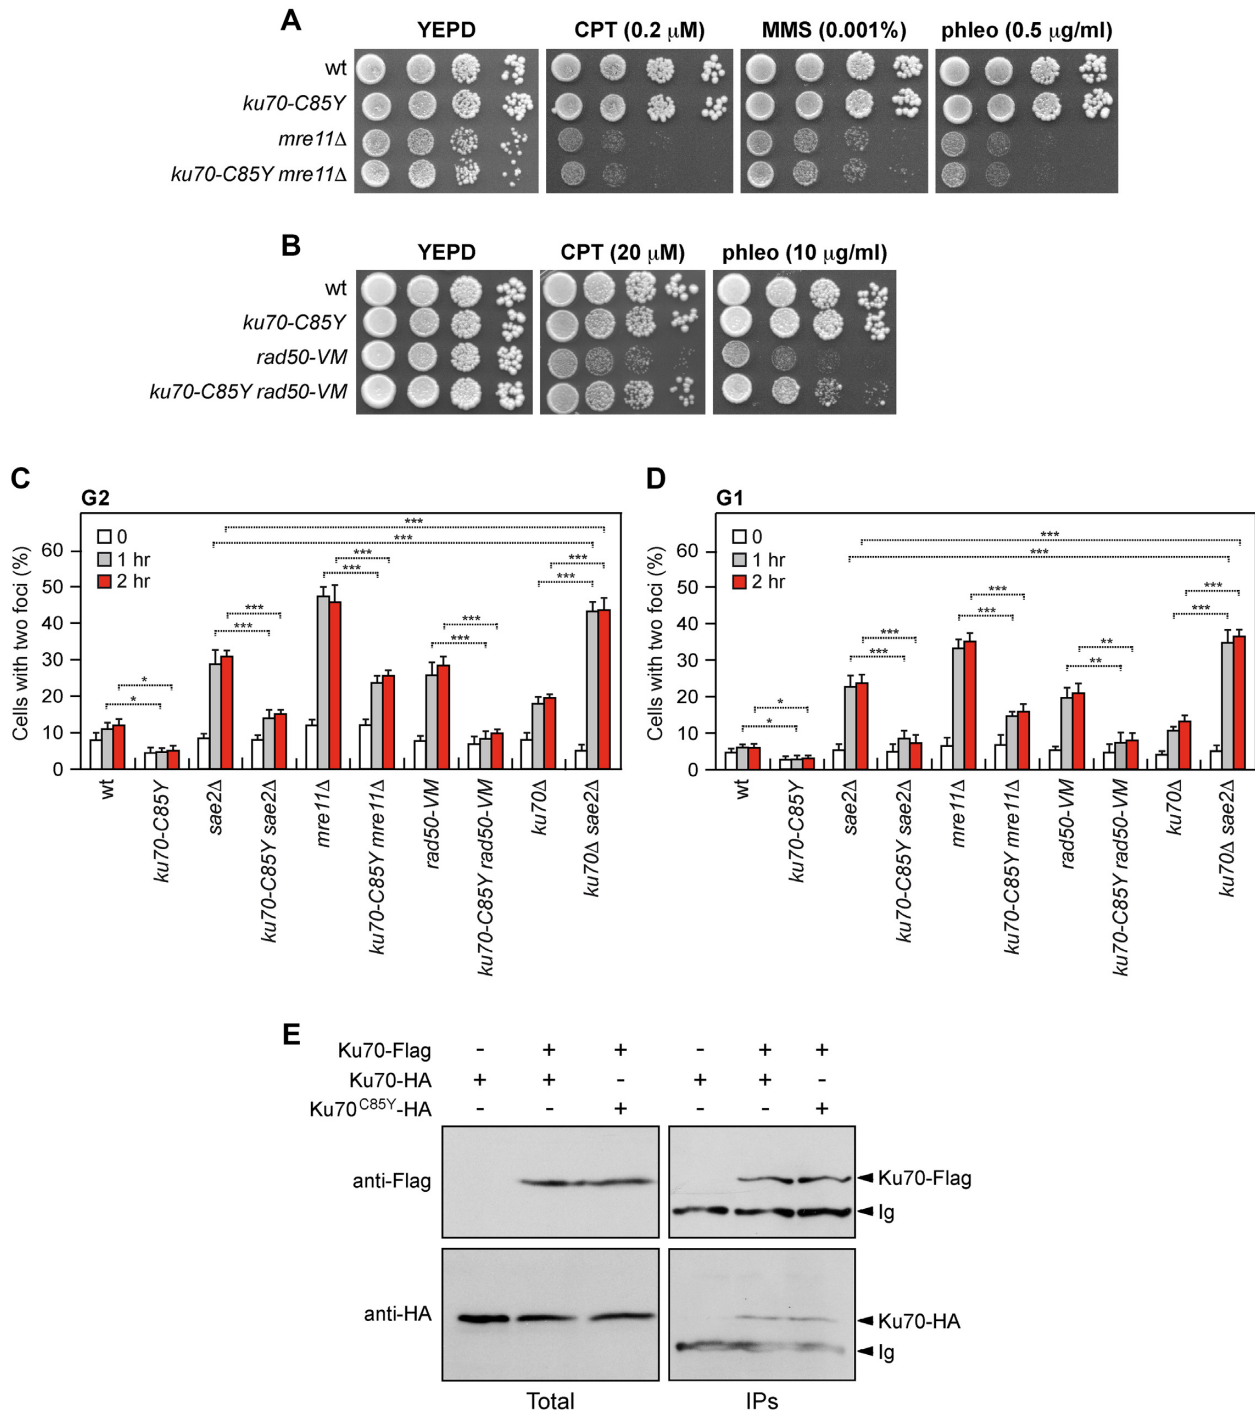 A
YEPD CPT (0.2 μM) MMS (0.001%) phleo (0.5 μg/ml)
wt
ku70-C85Y
mre11Δ
ku70-C85Y mre11Δ
B
YEPD CPT (20 μM) phleo (10 μg/ml)
wt
ku70-C85Y
rad50-VM
ku70-C85Y rad50-VM
C
G2
Cells with two foci (%)
0
1 hr
2 hr
60
50
40
30
20
10
0
*
*
***
***
***
***
***
***
***
***
***
***
wt
ku70-C85Y
sae2Δ
ku70-C85Y sae2Δ
mre11Δ
ku70-C85Y mre11Δ
rad50-VM
ku70-C85Y rad50-VM
ku70Δ
ku70Δ sae2Δ
D
G1
Cells with two foci (%)
0
1 hr
2 hr
60
50
40
30
20
10
0
*
*
***
***
***
***
**
**
***
***
***
***
wt
ku70-C85Y
sae2Δ
ku70-C85Y sae2Δ
mre11Δ
ku70-C85Y mre11Δ
rad50-VM
ku70-C85Y rad50-VM
ku70Δ
ku70Δ sae2Δ
E
Ku70-Flag - + + - + +
Ku70-HA + + - + + -
Ku70C85Y-HA - - + - - +
anti-Flag
Ku70-Flag
Ig
anti-HA
Ku70-HA
Ig
Total IPs